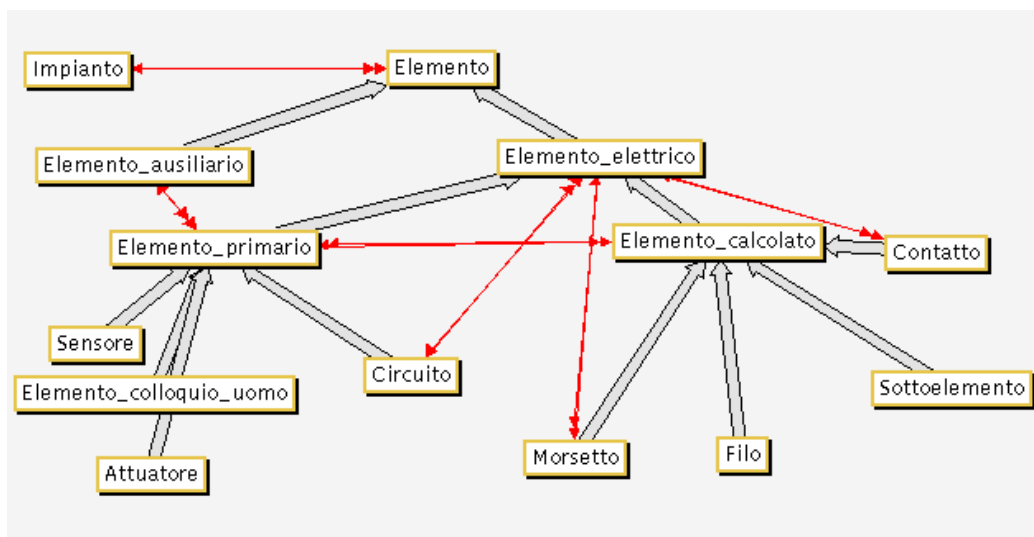 Impianto
Elemento
Elemento_ausiliario
Elemento_elettrico
Elemento_primario
Elemento_calcolato
Contatto
Sensore
Elemento_colloquio_uomo
Circuito
Sottoelemento
Attuatore
Morsetto
Filo